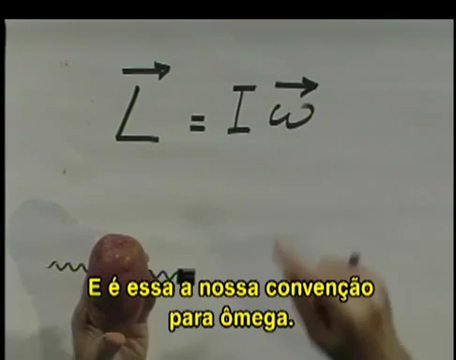 L⃗ = I ω⃗
E é essa a nossa convenção
para ômega.